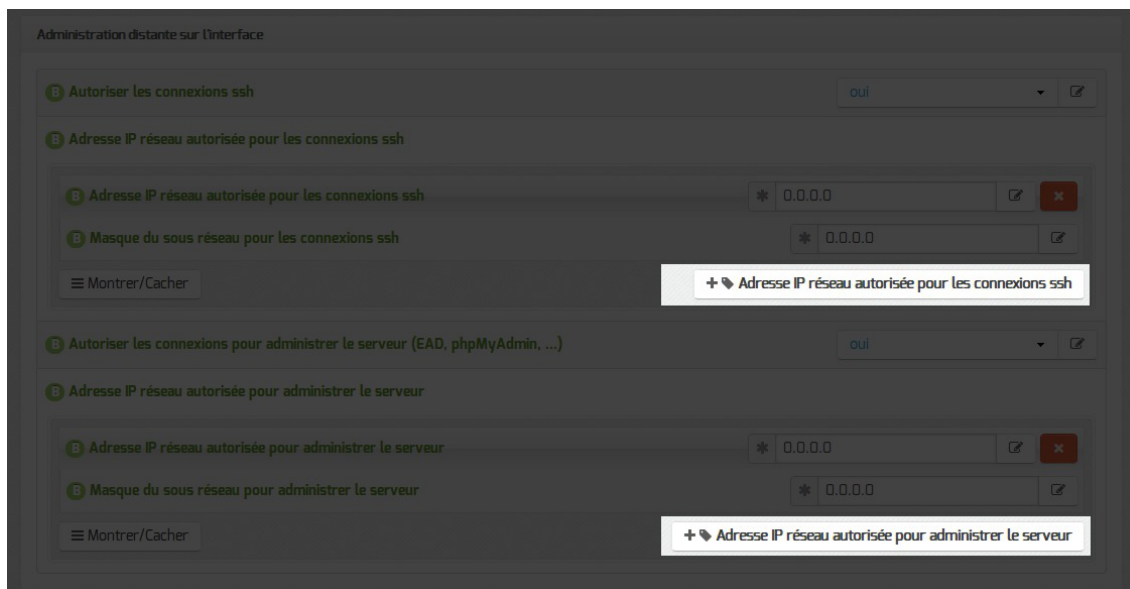 Administration distante sur l'interface
B Autoriser les connexions ssh oui
B Adresse IP réseau autorisée pour les connexions ssh
B Adresse IP réseau autorisée pour les connexions ssh * 0.0.0.0
B Masque du sous réseau pour les connexions ssh * 0.0.0.0
Montrer/Cacher + Adresse IP réseau autorisée pour les connexions ssh
B Autoriser les connexions pour administrer le serveur (EAD, phpMyAdmin, ...) oui
B Adresse IP réseau autorisée pour administrer le serveur
B Adresse IP réseau autorisée pour administrer le serveur * 0.0.0.0
B Masque du sous réseau pour administrer le serveur * 0.0.0.0
Montrer/Cacher + Adresse IP réseau autorisée pour administrer le serveur